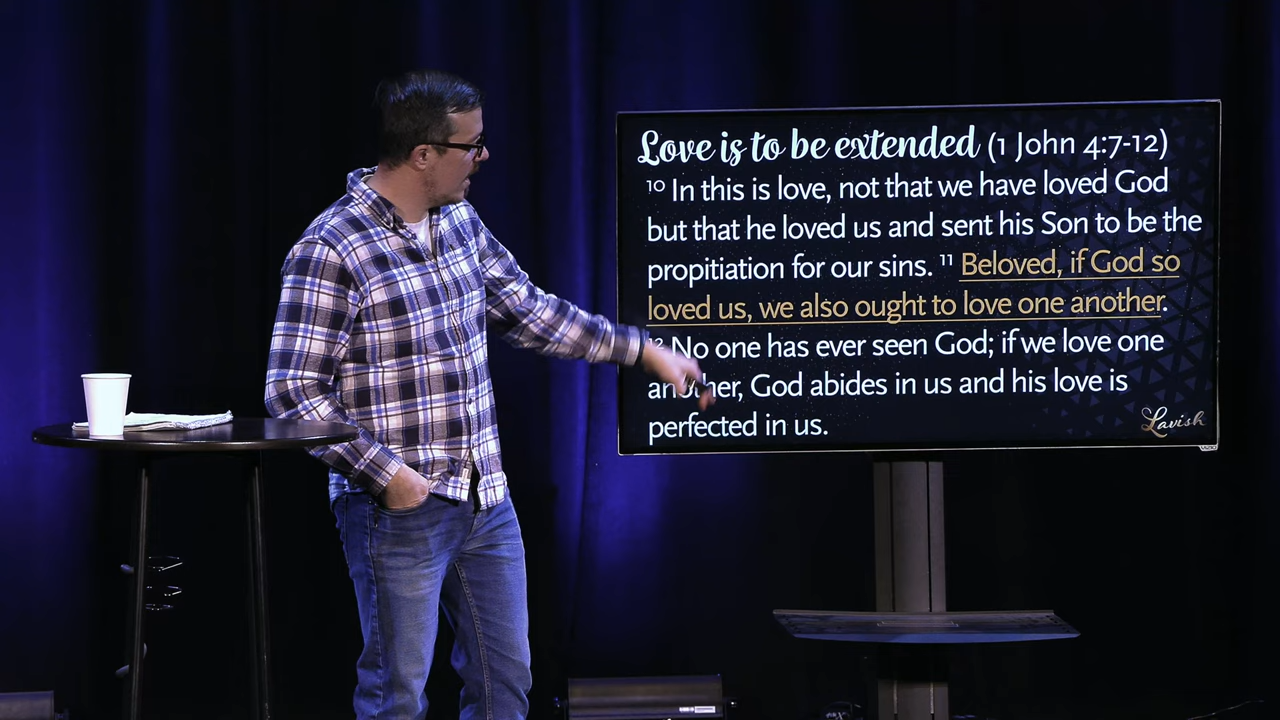 Love is to be extended (1 John 4:7-12)
10 In this is love, not that we have loved God
but that he loved us and sent his Son to be the
propitiation for our sins. 11 Beloved, if God so
loved us, we also ought to love one another.
12 No one has ever seen God; if we love one
another, God abides in us and his love is
perfected in us.
Lavish